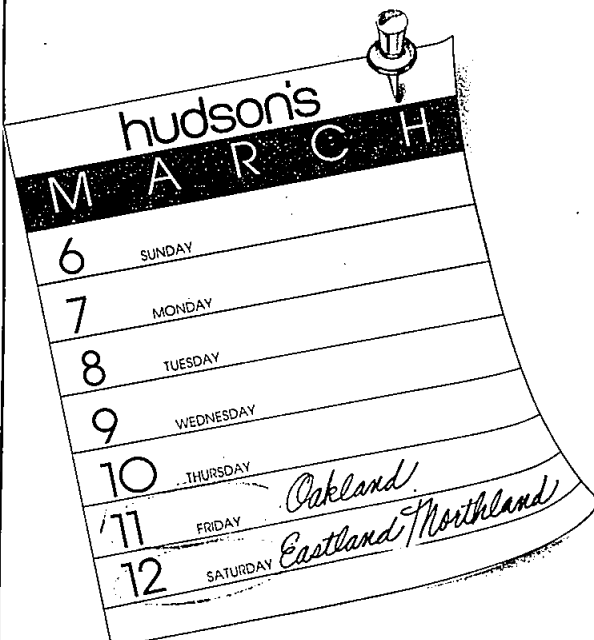 hudson's
MARCH
6 SUNDAY
7 MONDAY
8 TUESDAY
9 WEDNESDAY
10 THURSDAY
11 FRIDAY Oakland
12 SATURDAY Eastland Northland